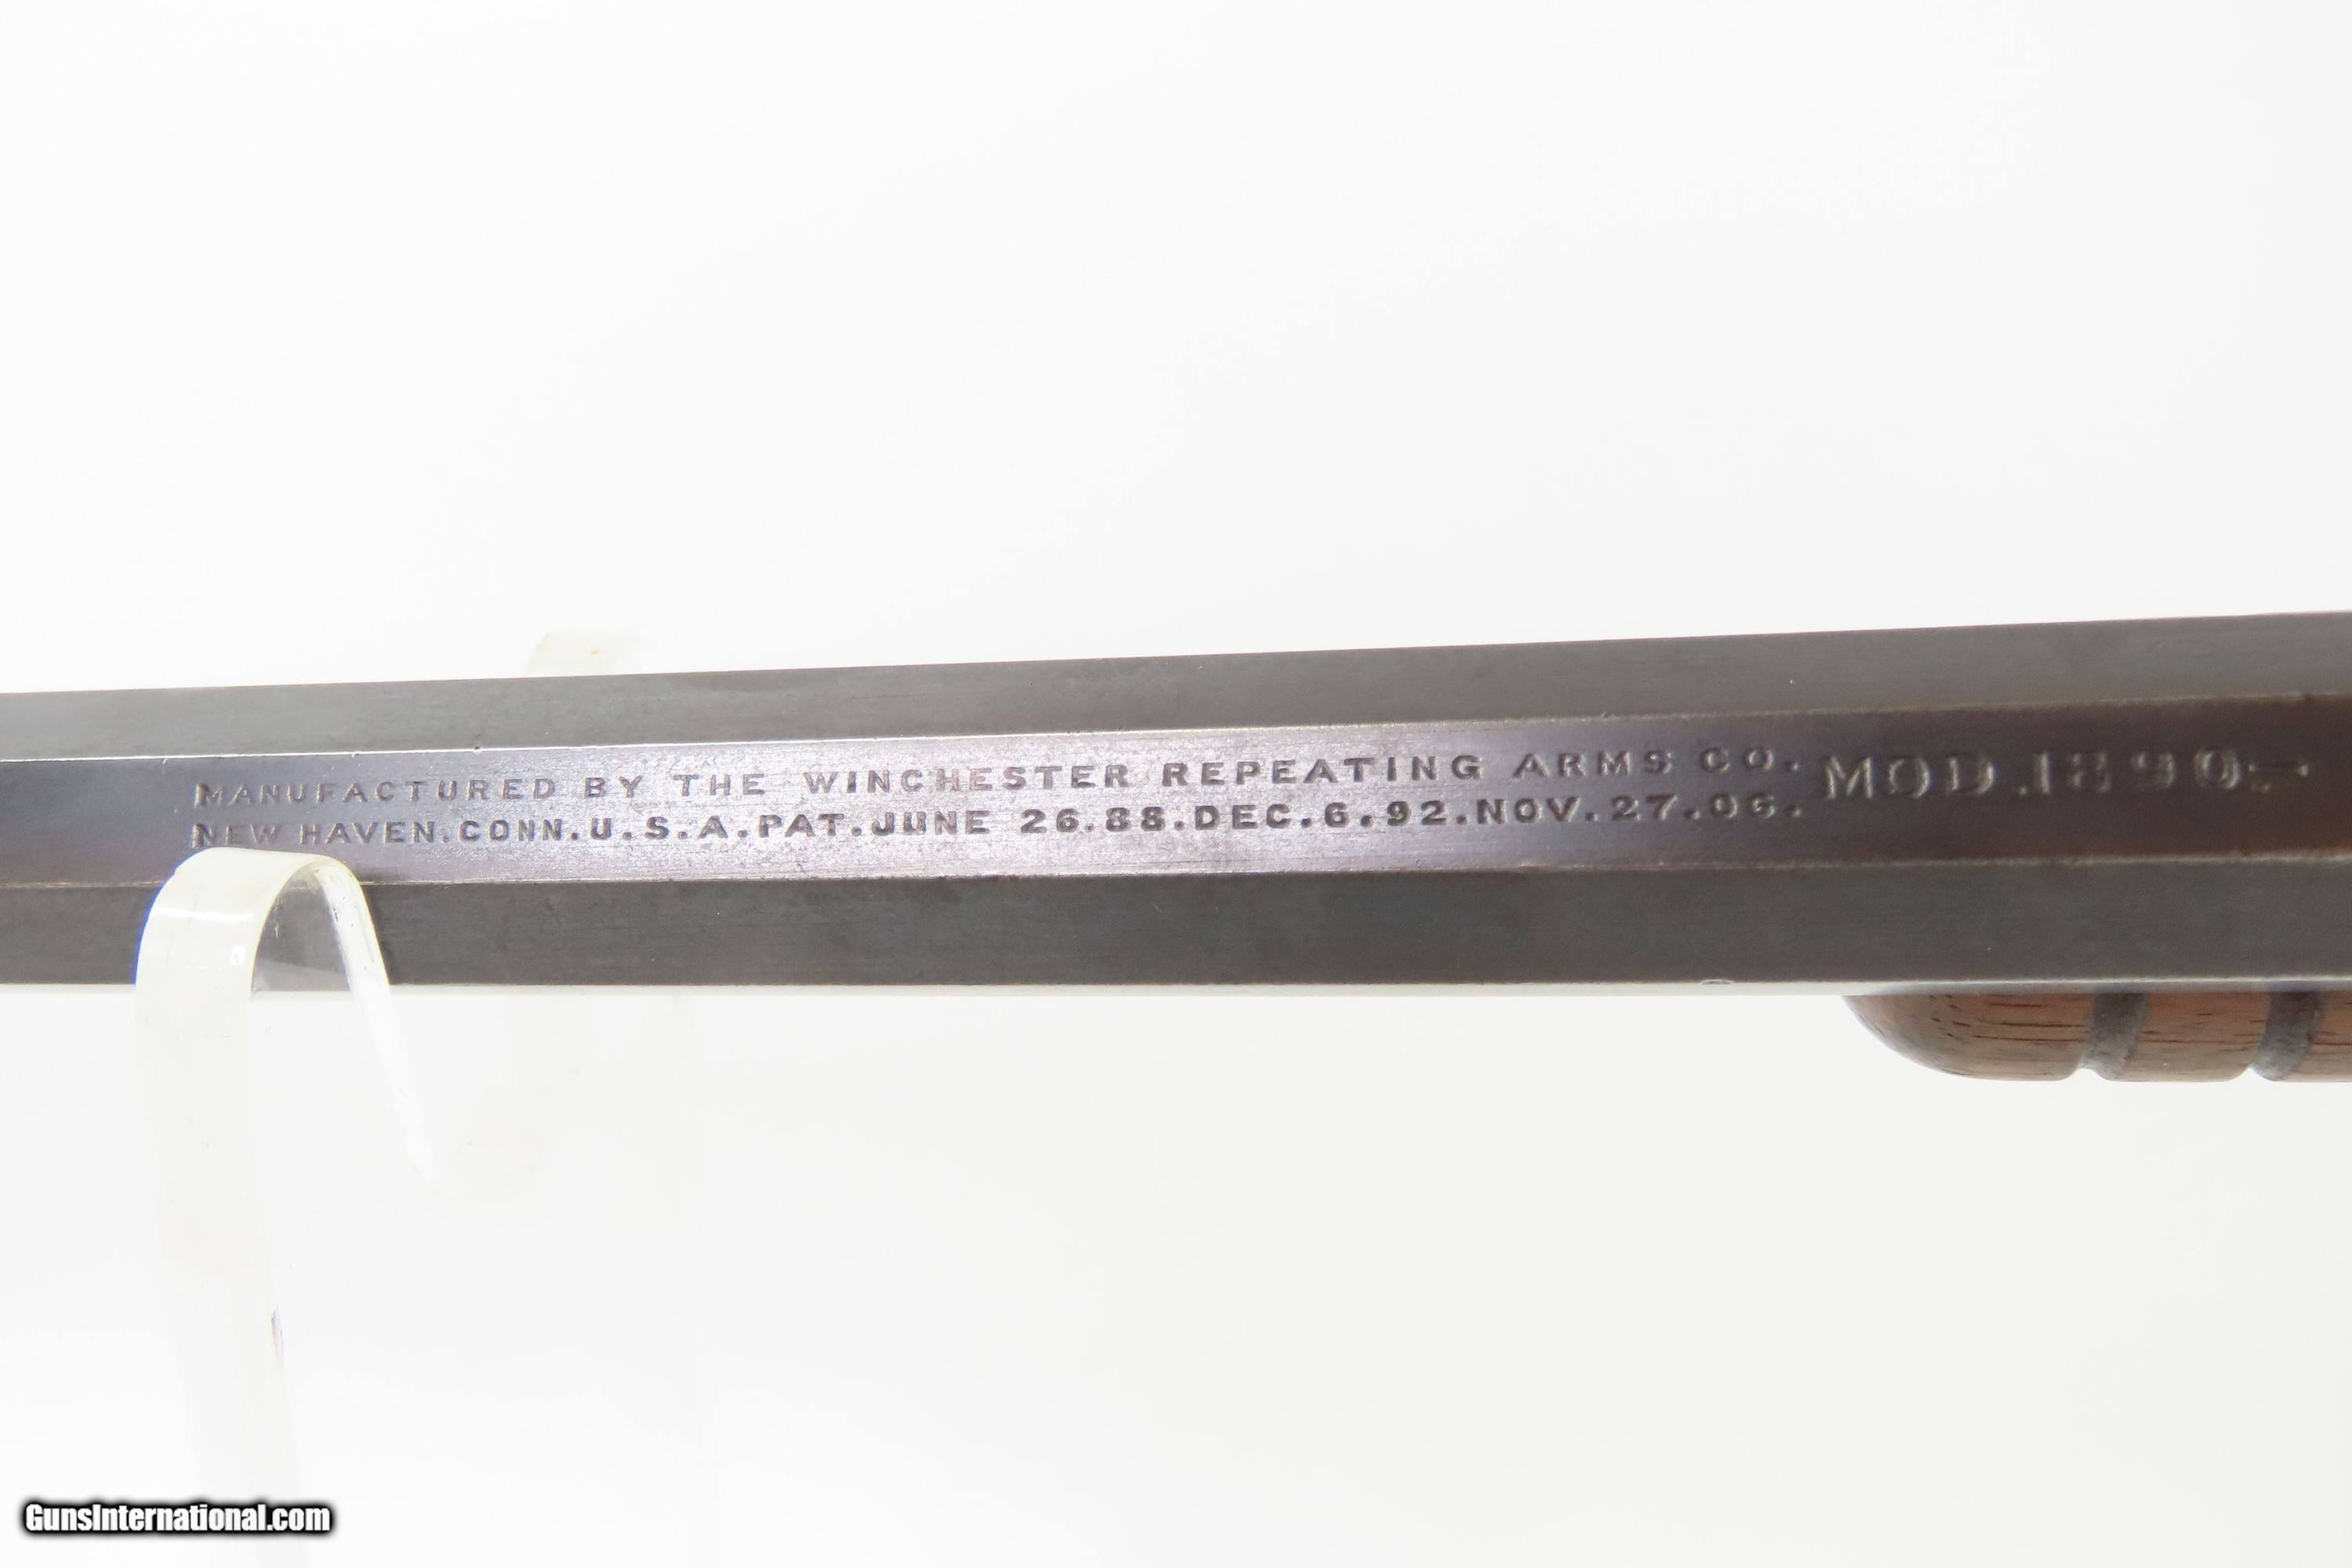 MANUFACTURED BY THE WINCHESTER REPEATING ARMS CO. MOD.1890.-
NEW HAVEN.CONN.U.S.A.PAT.JUNE 26.88.DEC.6.92.NOV.27.06.
GunsInternational.com